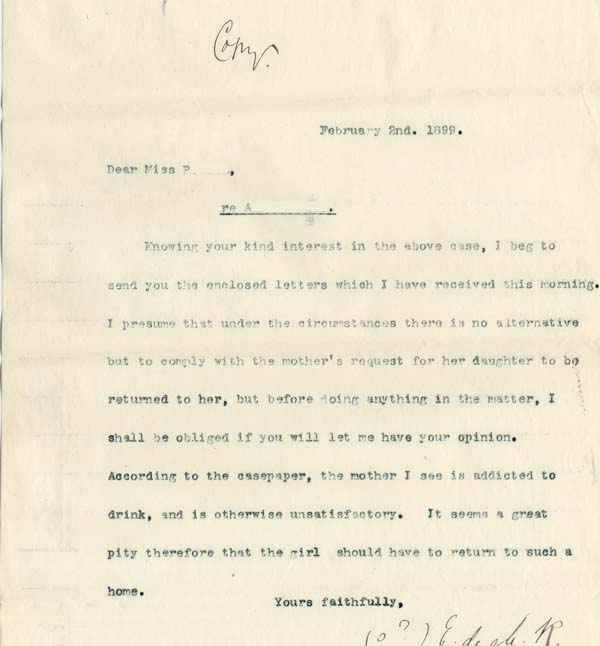 Copy.
February 2nd. 1899.
Dear Miss P
re A
Knowing your kind interest in the above case, I beg to
send you the enclosed letters which I have received this morning.
I presume that under the circumstances there is no alternative
but to comply with the mother's request for her daughter to be
returned to her, but before doing anything in the matter, I
shall be obliged if you will let me have your opinion.
According to the casepaper, the mother I see is addicted to
drink, and is otherwise unsatisfactory. It seems a great
pity therefore that the girl should have to return to such a
home.
Yours faithfully,